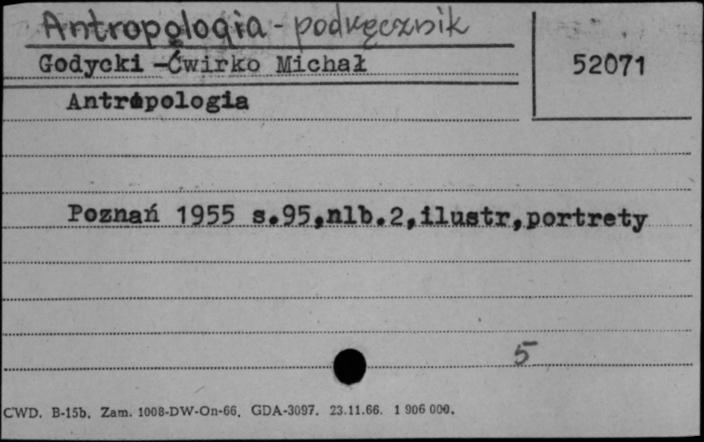 Antropologia - podręcznik
Godycki -Ćwirko Michał
52071
Antropologia
Poznań 1955 s.95,nlb.2,ilustr,portrety
5
CWD. B-15b. Zam. 1008-DW-On-66. GDA-3097. 23.11.66. 1 906 000.